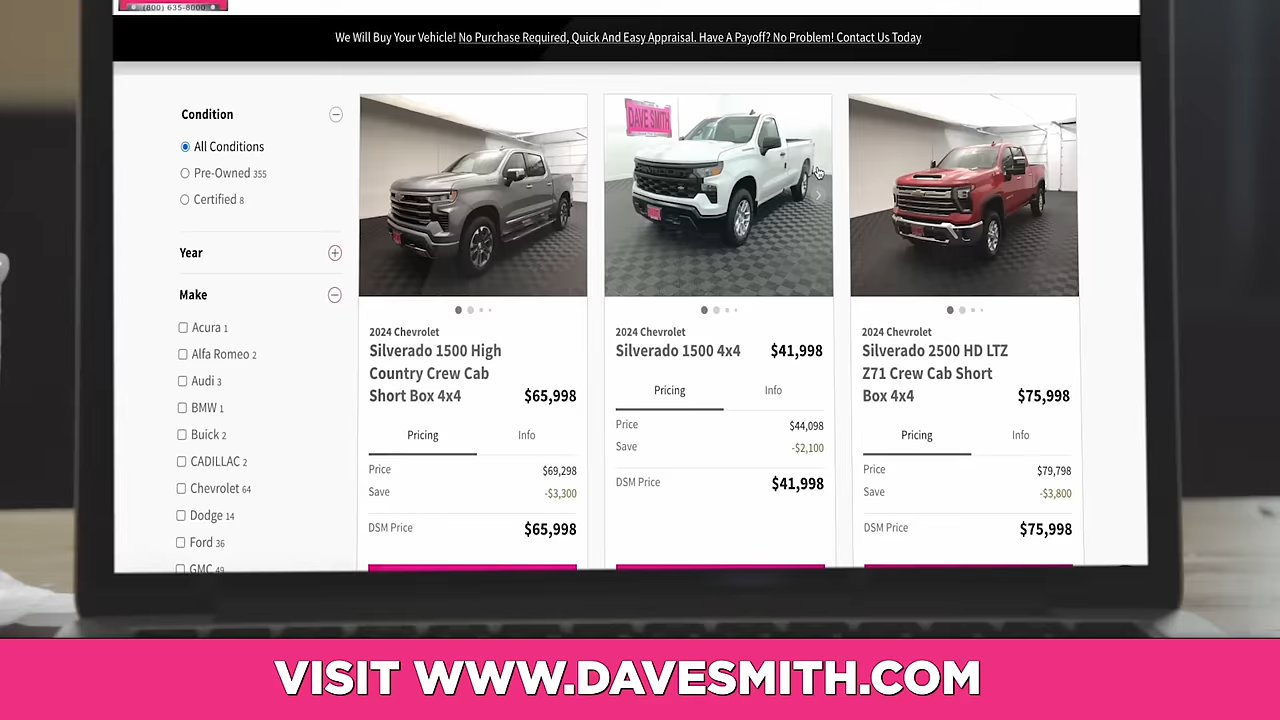 (800) 635-8000
We Will Buy Your Vehicle! No Purchase Required, Quick And Easy Appraisal. Have A Payoff? No Problem! Contact Us Today
Condition
All Conditions
Pre-Owned 355
Certified 8
Year
Make
Acura 1
Alfa Romeo 2
Audi 3
BMW 1
Buick 2
CADILLAC 2
Chevrolet 64
Dodge 14
Ford 36
GMC 49
2024 Chevrolet
Silverado 1500 High
Country Crew Cab
Short Box 4x4 $65,998
Pricing Info
Price $69,298
Save -$3,300
DSM Price $65,998
DAVE SMITH
2024 Chevrolet
Silverado 1500 4x4 $41,998
Pricing Info
Price $44,098
Save -$2,100
DSM Price $41,998
2024 Chevrolet
Silverado 2500 HD LTZ
Z71 Crew Cab Short
Box 4x4 $75,998
Pricing Info
Price $79,798
Save -$3,800
DSM Price $75,998
VISIT WWW.DAVESMITH.COM